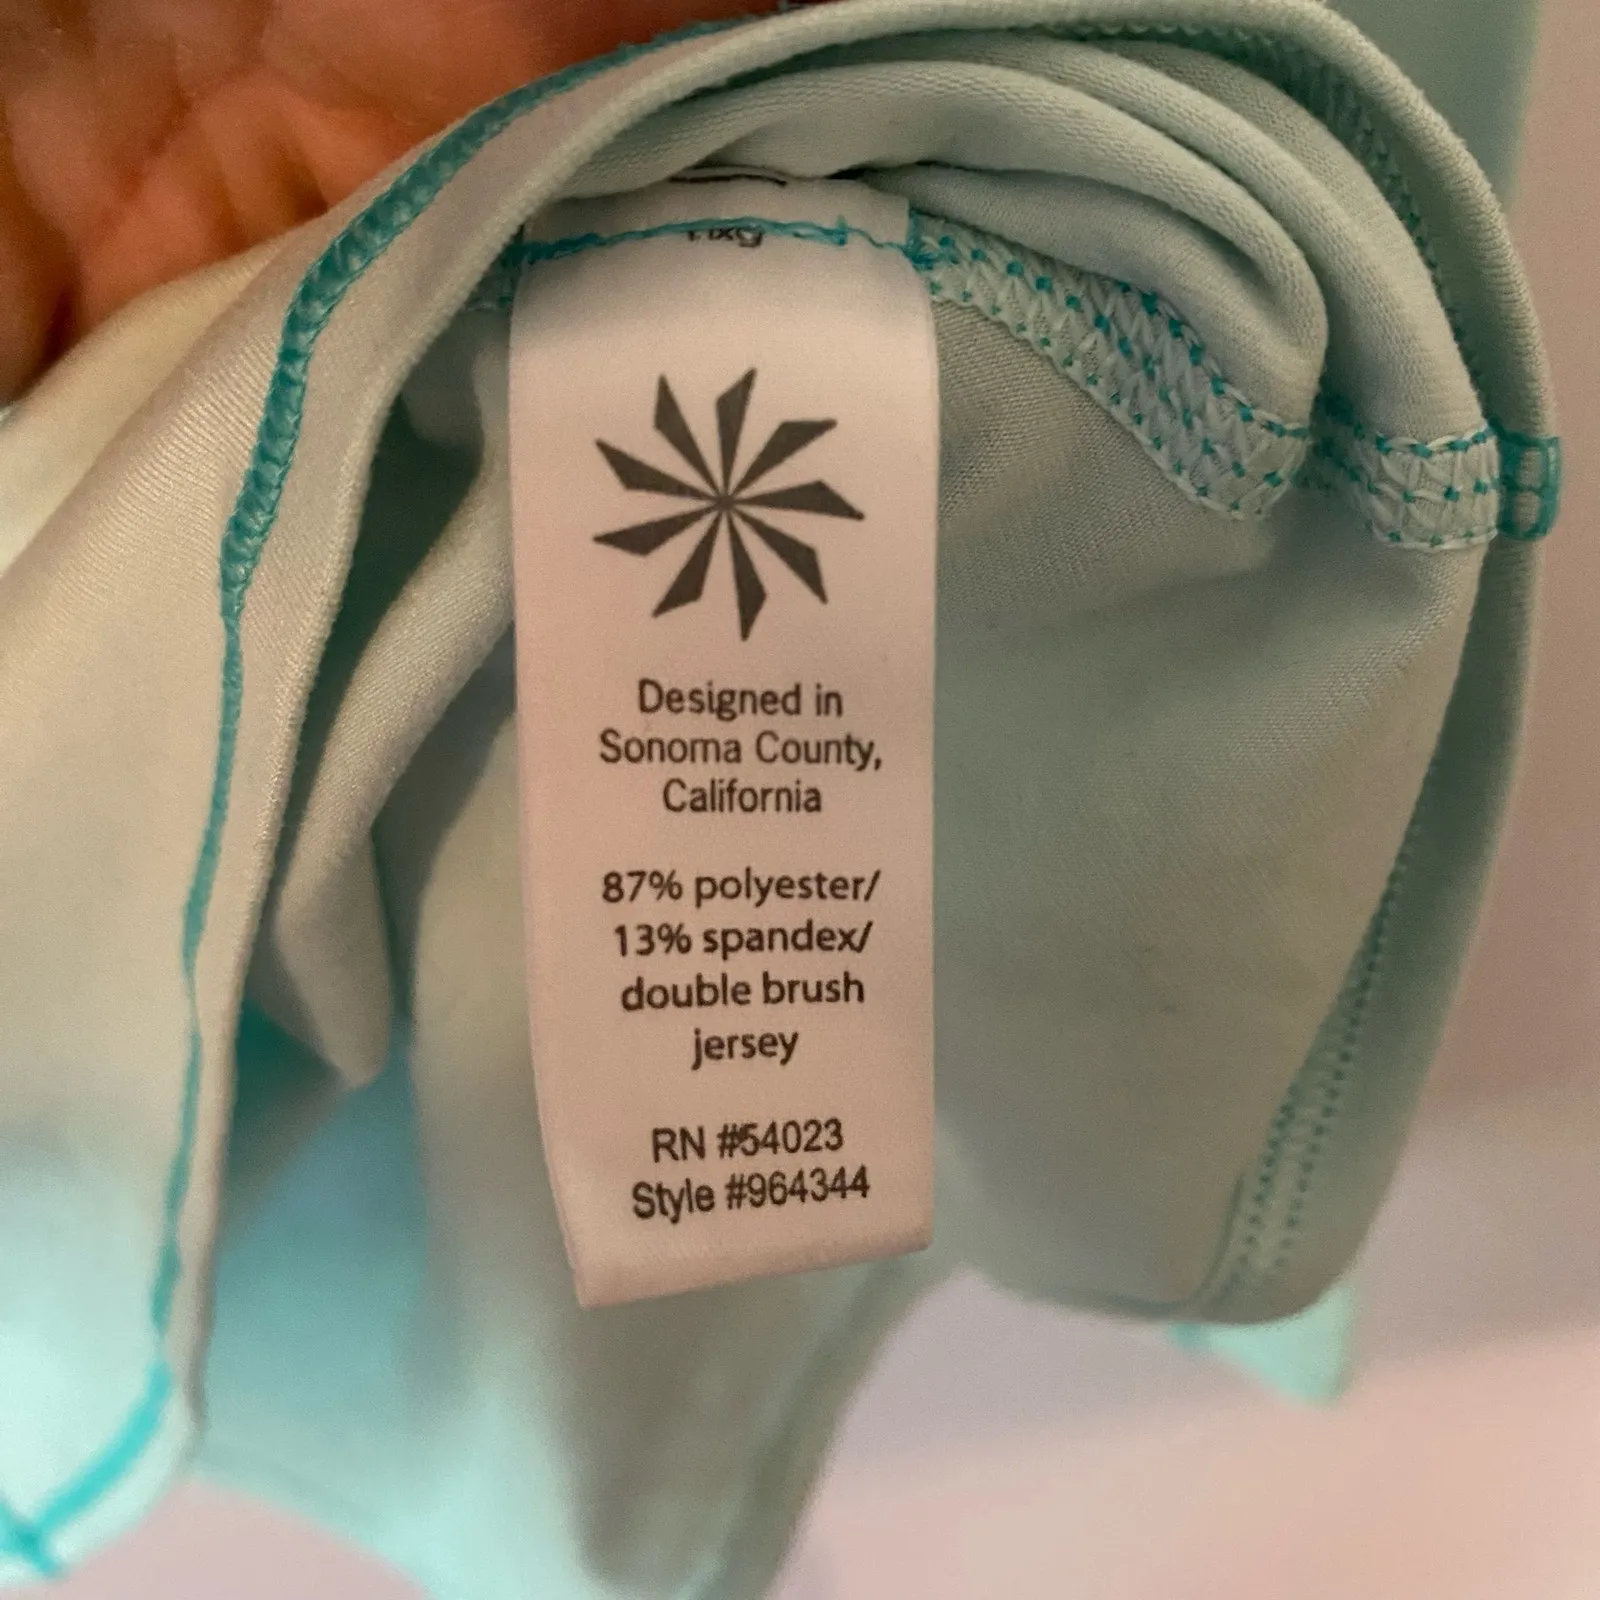 Designed in
Sonoma County,
California
87% polyester/
13% spandex/
double brush
jersey
RN #54023
Style #964344